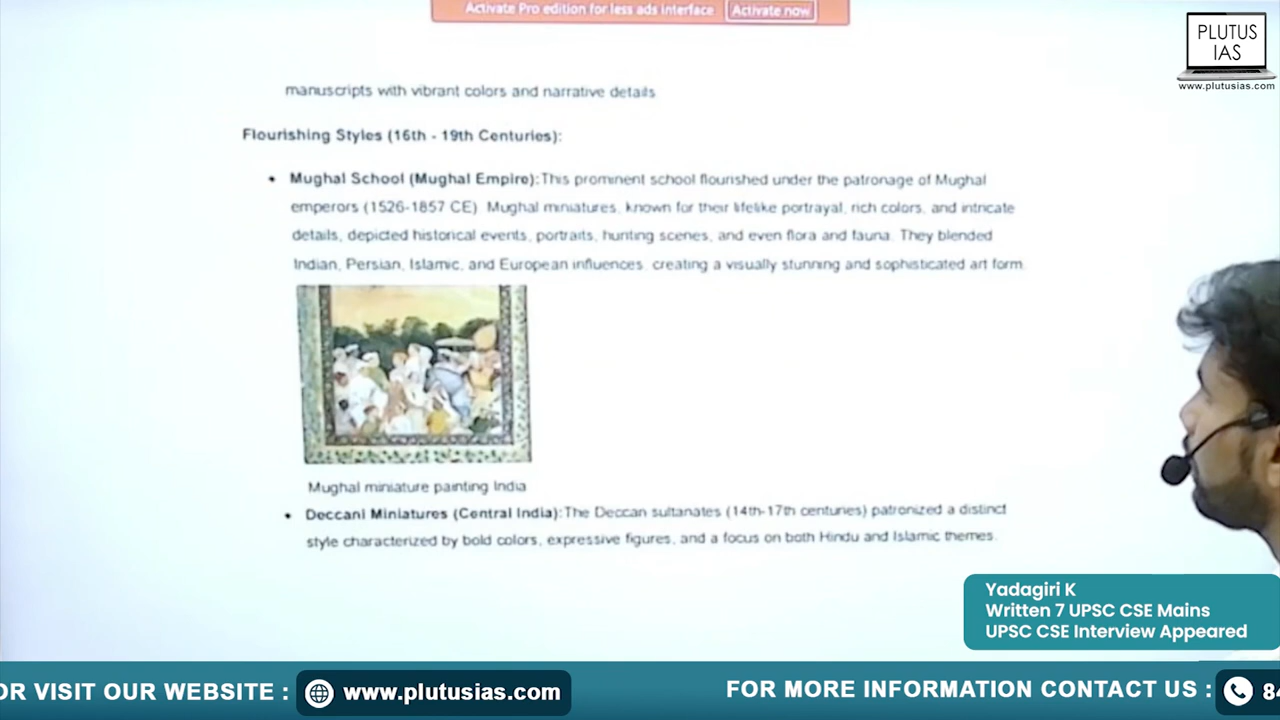 Activate Pro edition for less ads interface Activate now
PLUTUS
IAS
www.plutusias.com
manuscripts with vibrant colors and narrative details
Flourishing Styles (16th - 19th Centuries):
• Mughal School (Mughal Empire): This prominent school flourished under the patronage of Mughal
emperors (1526-1857 CE) Mughal miniatures, known for their lifelike portrayal, rich colors, and intricate
details, depicted historical events, portraits, hunting scenes, and even flora and fauna. They blended
Indian, Persian, Islamic, and European influences, creating a visually stunning and sophisticated art form.
Mughal miniature painting India
• Deccani Miniatures (Central India): The Deccan sultanates (14th-17th centuries) patronized a distinct
style characterized by bold colors, expressive figures, and a focus on both Hindu and Islamic themes.
Yadagiri K
Written 7 UPSC CSE Mains
UPSC CSE Interview Appeared
OR VISIT OUR WEBSITE : www.plutusias.com
FOR MORE INFORMATION CONTACT US : 84